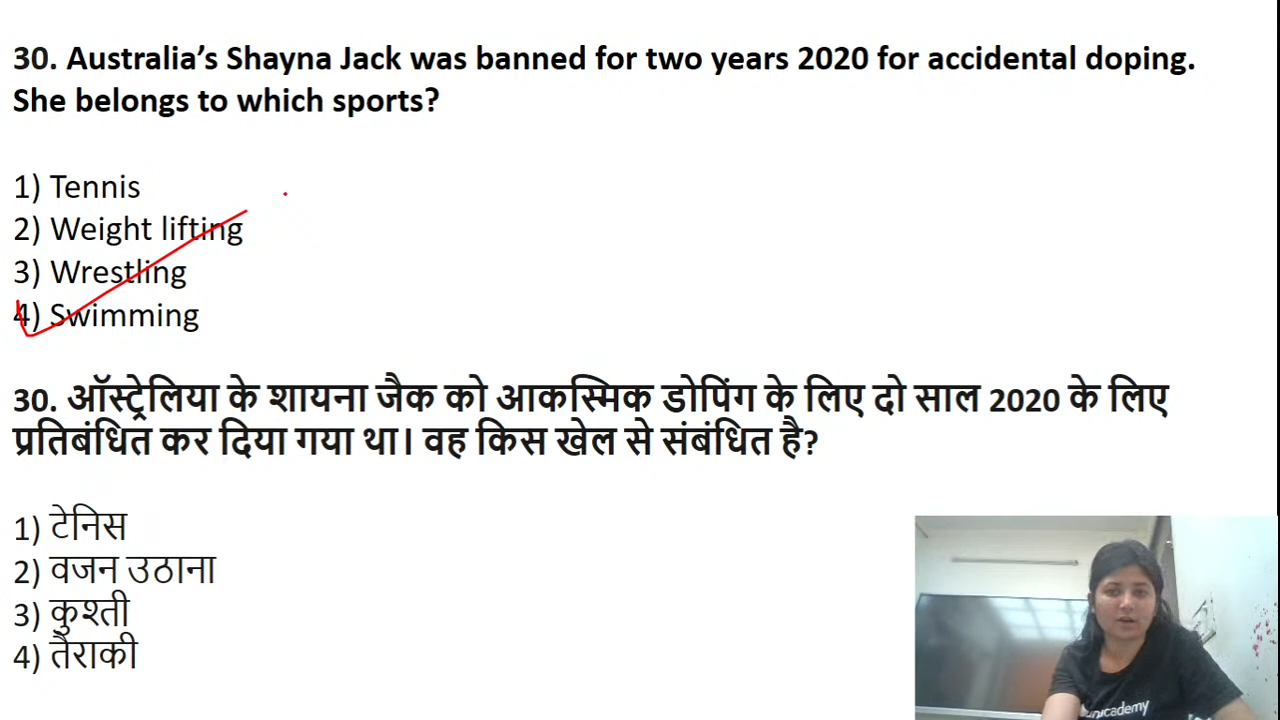 30. Australia’s Shayna Jack was banned for two years 2020 for accidental doping.
She belongs to which sports?
1) Tennis
2) Weight lifting
3) Wrestling
4) Swimming
30. ऑस्ट्रेलिया के शायना जैक को आकस्मिक डोपिंग के लिए दो साल 2020 के लिए
प्रतिबंधित कर दिया गया था। वह किस खेल से संबंधित है?
1) टेनिस
2) वजन उठाना
3) कुश्ती
4) तैराकी
unacademy